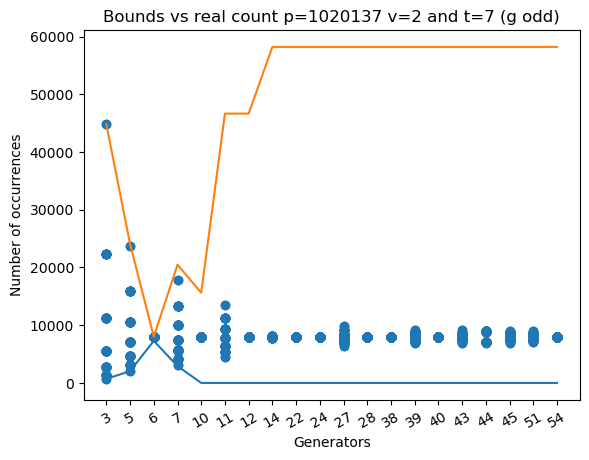 Bounds vs real count p=1020137 v=2 and t=7 (g odd)
60000
50000
40000
30000
20000
10000
0
Number of occurrences
3 5 6 7 10 11 12 14 22 24 27 28 38 39 40 43 44 45 51 54
Generators